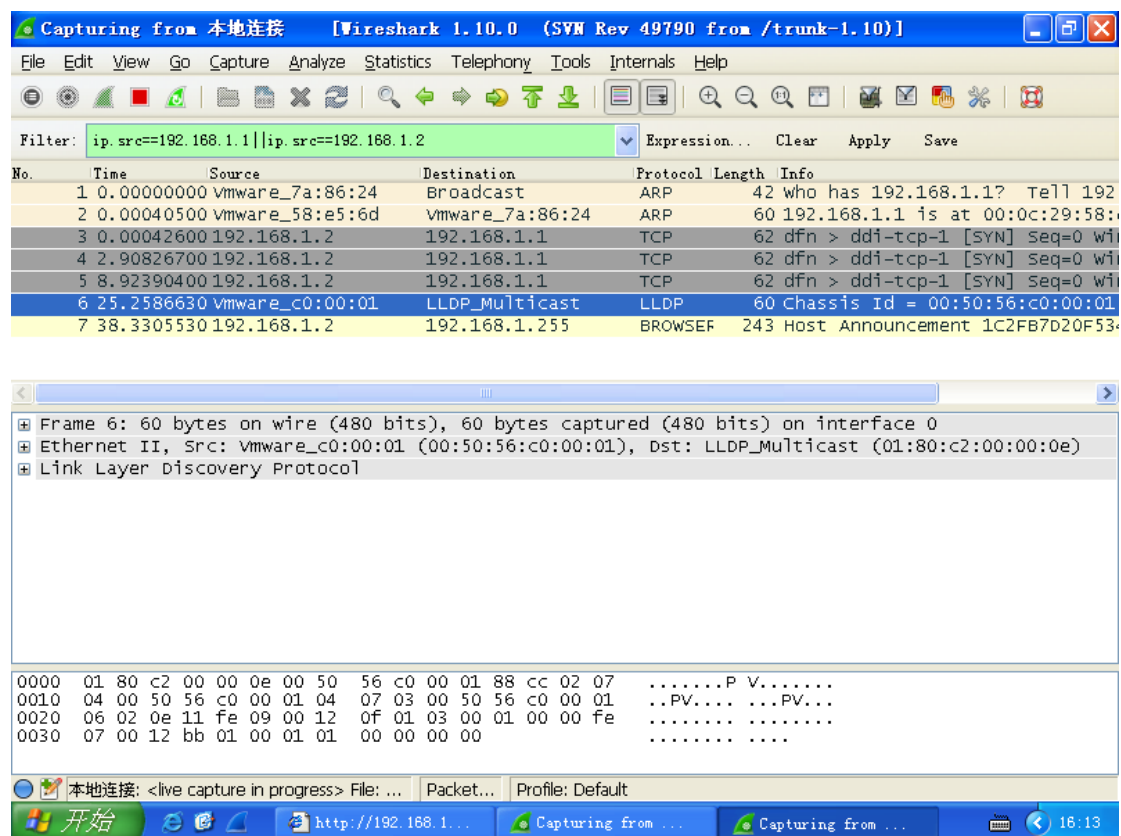 Capturing from 本地连接 [Wireshark 1.10.0 (SVN Rev 49790 from /trunk-1.10)]
File Edit View Go Capture Analyze Statistics Telephony Tools Internals Help
Filter: ip.src==192.168.1.1||ip.src==192.168.1.2 Expression... Clear Apply Save
No. Time Source Destination Protocol Length Info
1 0.00000000 Vmware_7a:86:24 Broadcast ARP 42 Who has 192.168.1.1? Tell 192
2 0.00040500 Vmware_58:e5:6d Vmware_7a:86:24 ARP 60 192.168.1.1 is at 00:0c:29:58:
3 0.00042600 192.168.1.2 192.168.1.1 TCP 62 dfn > ddi-tcp-1 [SYN] Seq=0 Wi
4 2.90826700 192.168.1.2 192.168.1.1 TCP 62 dfn > ddi-tcp-1 [SYN] Seq=0 Wi
5 8.92390400 192.168.1.2 192.168.1.1 TCP 62 dfn > ddi-tcp-1 [SYN] Seq=0 Wi
6 25.2586630 Vmware_c0:00:01 LLDP_Multicast LLDP 60 Chassis Id = 00:50:56:c0:00:01
7 38.3305530 192.168.1.2 192.168.1.255 BROWSER 243 Host Announcement 1C2FB7D20F534
Frame 6: 60 bytes on wire (480 bits), 60 bytes captured (480 bits) on interface 0
Ethernet II, Src: Vmware_c0:00:01 (00:50:56:c0:00:01), Dst: LLDP_Multicast (01:80:c2:00:00:0e)
Link Layer Discovery Protocol
0000 01 80 c2 00 00 0e 00 50 56 c0 00 01 88 cc 02 07 .......P V.......
0010 04 00 50 56 c0 00 01 04 07 03 00 50 56 c0 00 01 ..PV.... ...PV...
0020 06 02 0e 11 fe 09 00 12 0f 01 03 00 01 00 00 fe ........ ........
0030 07 00 12 bb 01 00 01 01 00 00 00 00 ........ ....
本地连接: <live capture in progress> File: ... Packet... Profile: Default
开始 http://192.168.1... Capturing from ... Capturing from ... 16:13